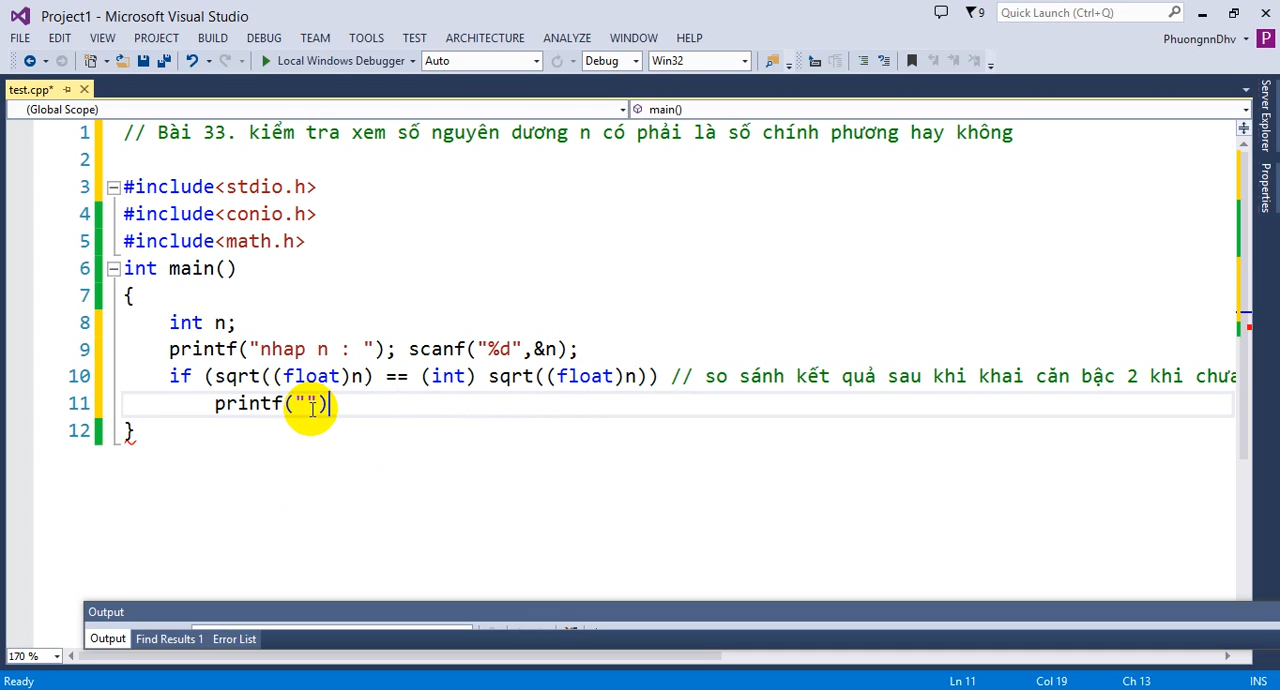 Project1 - Microsoft Visual Studio
9
Quick Launch (Ctrl+Q)
FILE EDIT VIEW PROJECT BUILD DEBUG TEAM TOOLS TEST ARCHITECTURE ANALYZE WINDOW HELP
PhuongnnDhv P
Local Windows Debugger Auto Debug Win32
test.cpp*
(Global Scope) main()
1 // Bài 33. kiểm tra xem số nguyên dương n có phải là số chính phương hay không
2
3 #include<stdio.h>
4 #include<conio.h>
5 #include<math.h>
6 int main()
7 {
8 int n;
9 printf("nhap n : "); scanf("%d",&n);
10 if (sqrt((float)n) == (int) sqrt((float)n)) // so sánh kết quả sau khi khai căn bậc 2 khi chưa
11 printf("")
12 }
Server Explorer
Properties
Output
Output Find Results 1 Error List
170 %
Ready Ln 11 Col 19 Ch 13 INS